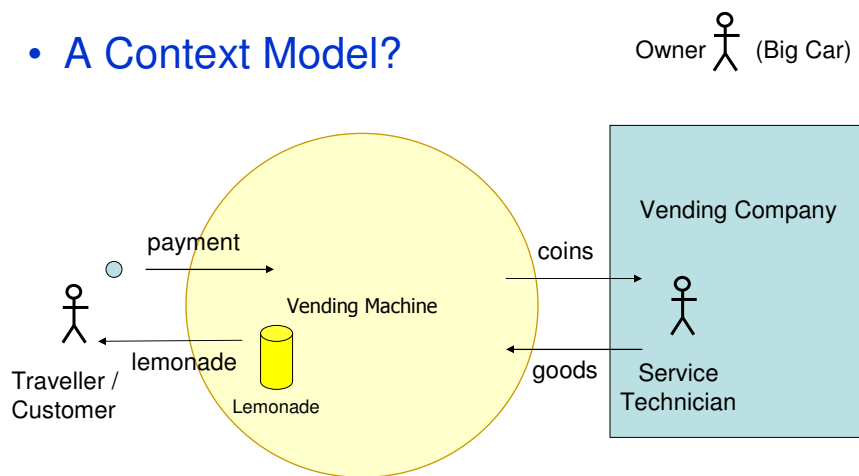 • A Context Model?
Owner (Big Car)
Vending Company
payment
coins
Vending Machine
lemonade
goods
Traveller /
Customer
Lemonade
Service
Technician